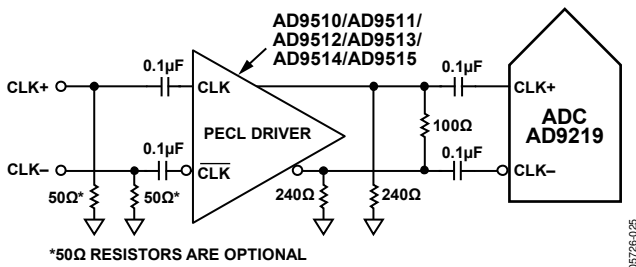 AD9510/AD9511/
AD9512/AD9513/
AD9514/AD9515
0.1µF
0.1µF
CLK+
CLK
CLK+
ADC
AD9219
PECL DRIVER
100Ω
0.1µF
0.1µF
CLK–
CLK
CLK–
50Ω*
50Ω*
240Ω
240Ω
*50Ω RESISTORS ARE OPTIONAL
05726-025